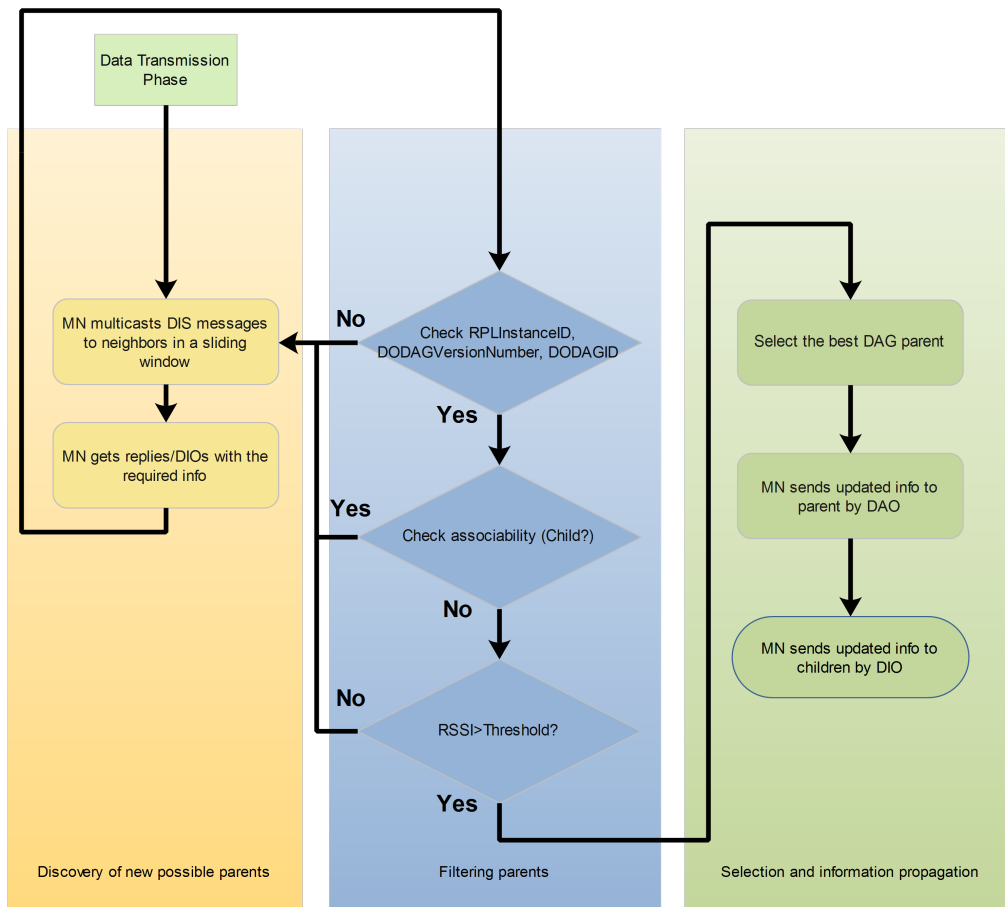 Data Transmission
Phase
MN multicasts DIS messages
to neighbors in a sliding
window
MN gets replies/DIOs with the
required info
Discovery of new possible parents
No
Check RPLInstanceID,
DODAGVersionNumber, DODAGID
Yes
Yes
Check associability (Child?)
No
No
RSSI>Threshold?
Yes
Filtering parents
Select the best DAG parent
MN sends updated info to
parent by DAO
MN sends updated info to
children by DIO
Selection and information propagation